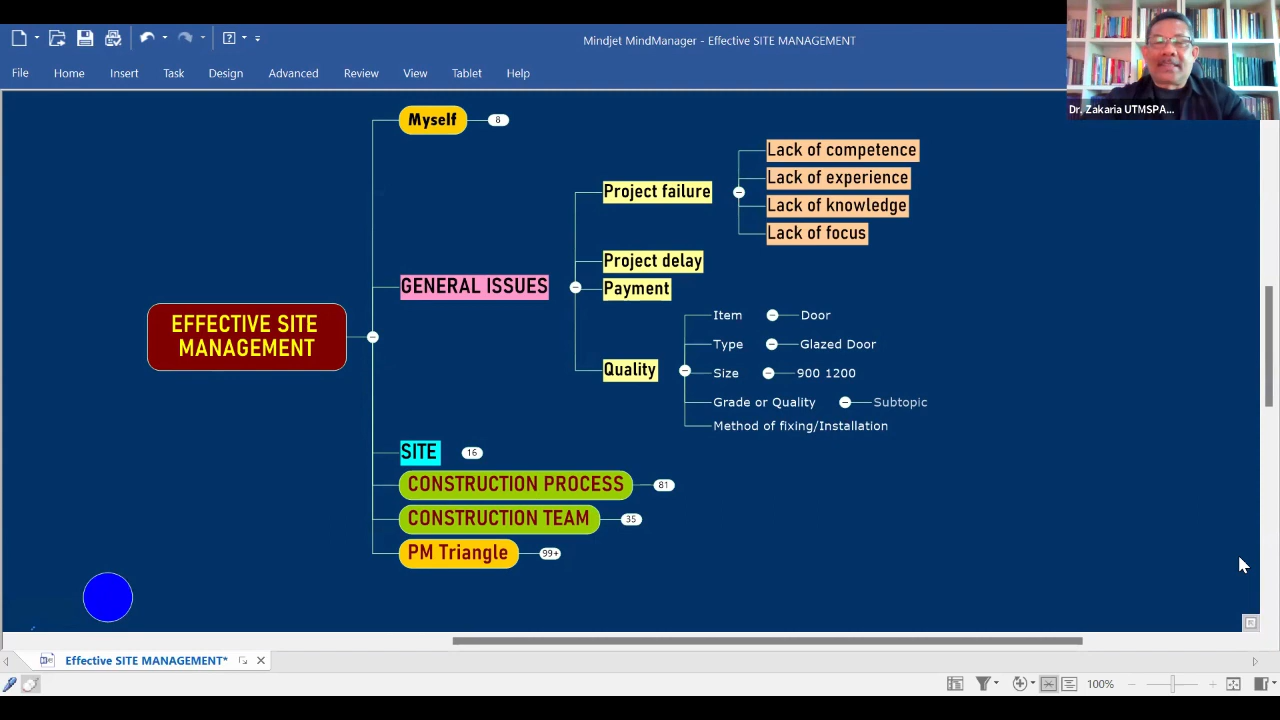 Mindjet MindManager - Effective SITE MANAGEMENT
File Home Insert Task Design Advanced Review View Tablet Help
Dr. Zakaria UTMSPA...
Myself 8
Lack of competence
Lack of experience
Lack of knowledge
Lack of focus
Project failure
Project delay
Payment
GENERAL ISSUES
Item Door
Type Glazed Door
Size 900 1200
Grade or Quality Subtopic
Method of fixing/Installation
Quality
EFFECTIVE SITE
MANAGEMENT
SITE 16
CONSTRUCTION PROCESS 81
CONSTRUCTION TEAM 35
PM Triangle 99+
Effective SITE MANAGEMENT*
100%